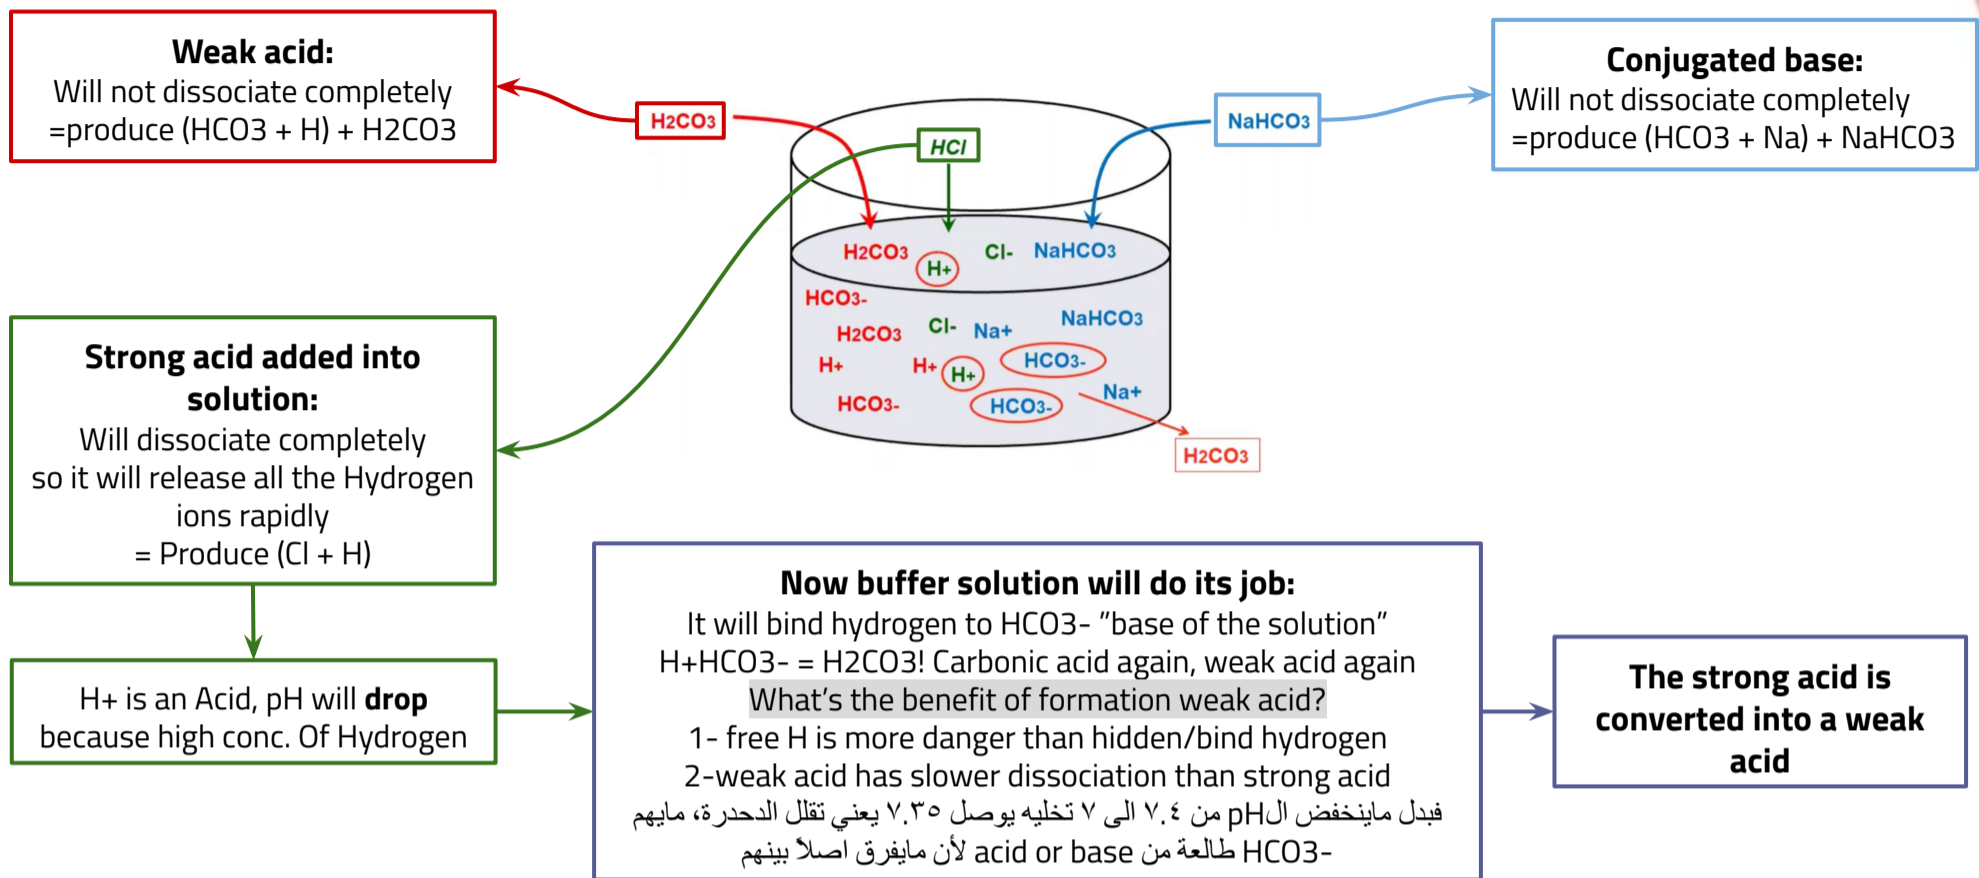 Weak acid:
Will not dissociate completely
=produce (HCO3 + H) + H2CO3
H2CO3
HCl
NaHCO3
Conjugated base:
Will not dissociate completely
=produce (HCO3 + Na) + NaHCO3
H2CO3
H+
Cl-
NaHCO3
HCO3-
H2CO3
Cl-
Na+
NaHCO3
H+
H+
H+
HCO3-
HCO3-
HCO3-
Na+
H2CO3
Strong acid added into
solution:
Will dissociate completely
so it will release all the Hydrogen
ions rapidly
= Produce (Cl + H)
H+ is an Acid, pH will drop
because high conc. Of Hydrogen
Now buffer solution will do its job:
It will bind hydrogen to HCO3- ”base of the solution”
H+HCO3- = H2CO3! Carbonic acid again, weak acid again
What’s the benefit of formation weak acid?
1- free H is more danger than hidden/bind hydrogen
2-weak acid has slower dissociation than strong acid
فبدل ماينخفض الpH من ٧.٤ الى ٧ تخليه يوصل ٧.٣٥ يعني تقلل الدحدرة، مايهم
HCO3- طالعة من acid or base لأن مايفرق اصلاً بينهم
The strong acid is
converted into a weak
acid